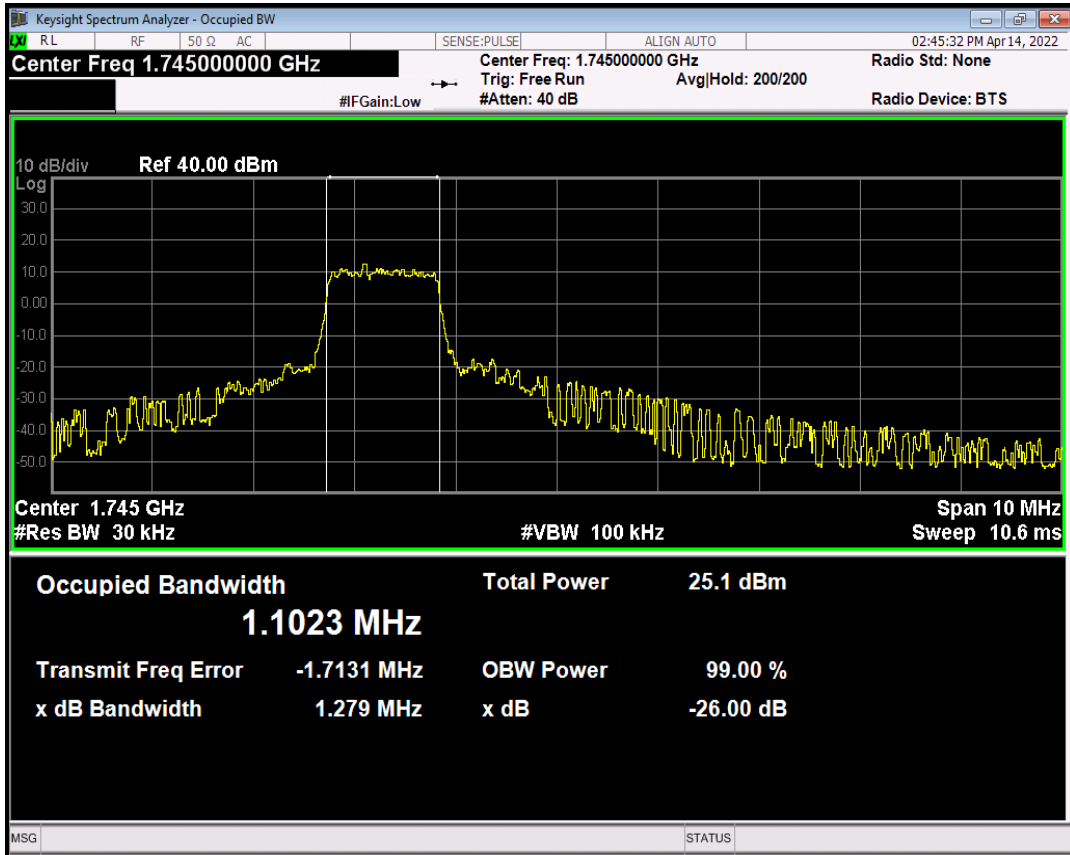 Keysight Spectrum Analyzer - Occupied BW
LXI RL RF 50 Ω AC SENSE:PULSE ALIGN AUTO 02:45:32 PM Apr 14, 2022
Center Freq 1.745000000 GHz Center Freq: 1.745000000 GHz Radio Std: None
Trig: Free Run Avg|Hold: 200/200
#IFGain:Low #Atten: 40 dB Radio Device: BTS
10 dB/div Ref 40.00 dBm
Log
30.0
20.0
10.0
0.00
-10.0
-20.0
-30.0
-40.0
-50.0
Center 1.745 GHz Span 10 MHz
#Res BW 30 kHz #VBW 100 kHz Sweep 10.6 ms
Occupied Bandwidth Total Power 25.1 dBm
1.1023 MHz
Transmit Freq Error -1.7131 MHz OBW Power 99.00 %
x dB Bandwidth 1.279 MHz x dB -26.00 dB
MSG STATUS